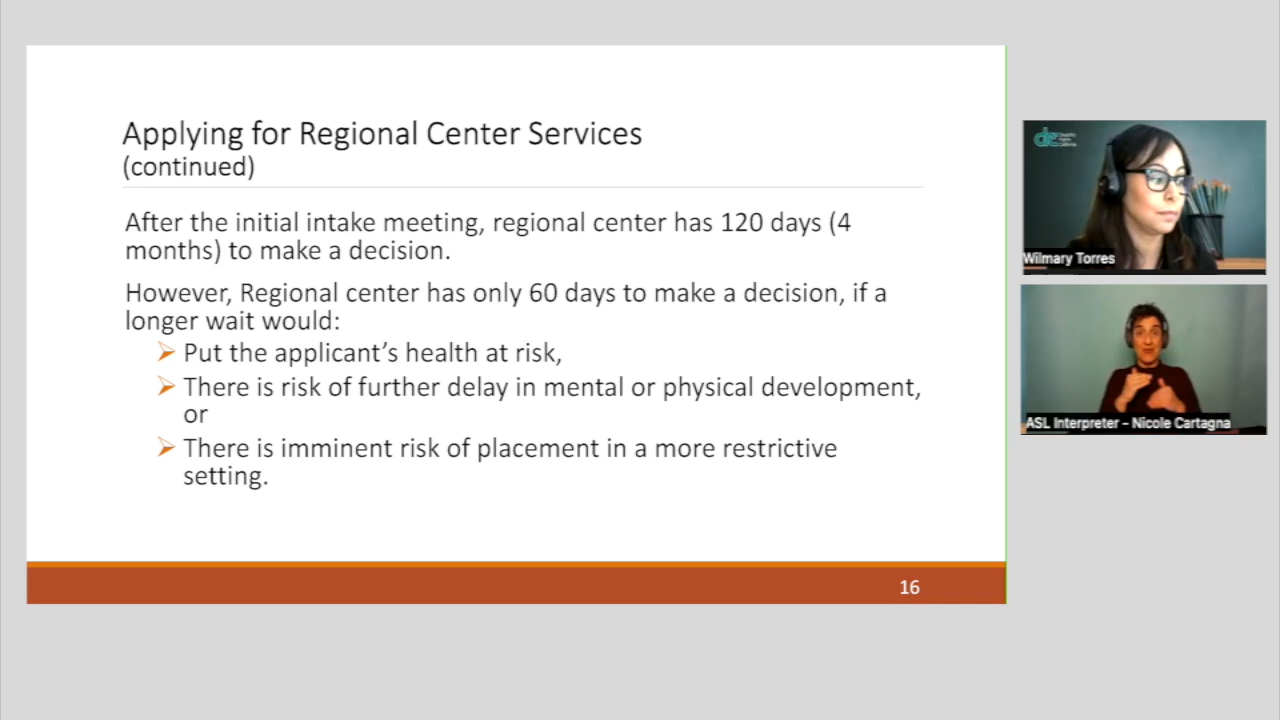 Applying for Regional Center Services
(continued)
After the initial intake meeting, regional center has 120 days (4
months) to make a decision.
However, Regional center has only 60 days to make a decision, if a
longer wait would:
Put the applicant’s health at risk,
There is risk of further delay in mental or physical development,
or
There is imminent risk of placement in a more restrictive
setting.
16
Wilmary Torres
ASL Interpreter – Nicole Cartagna